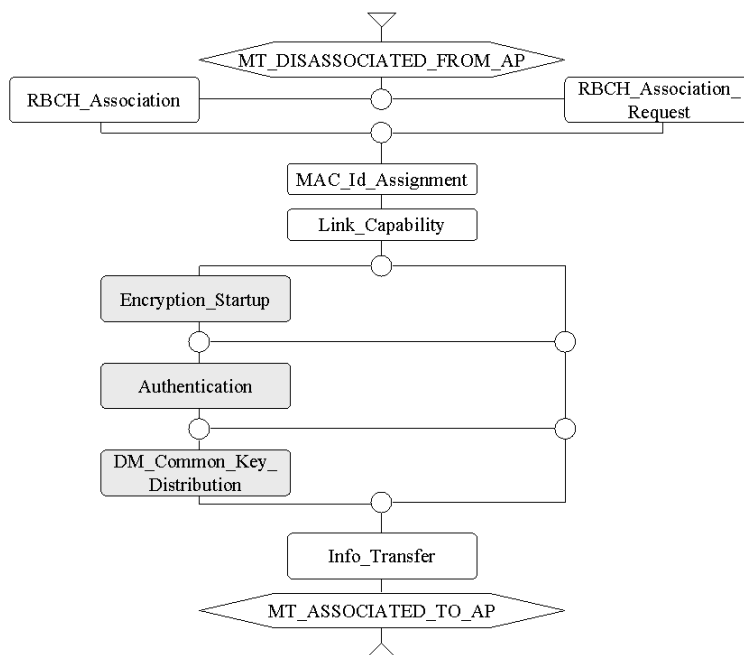 MT_DISASSOCIATED_FROM_AP
RBCH_Association
RBCH_Association_
Request
MAC_Id_Assignment
Link_Capability
Encryption_Startup
Authentication
DM_Common_Key_
Distribution
Info_Transfer
MT_ASSOCIATED_TO_AP